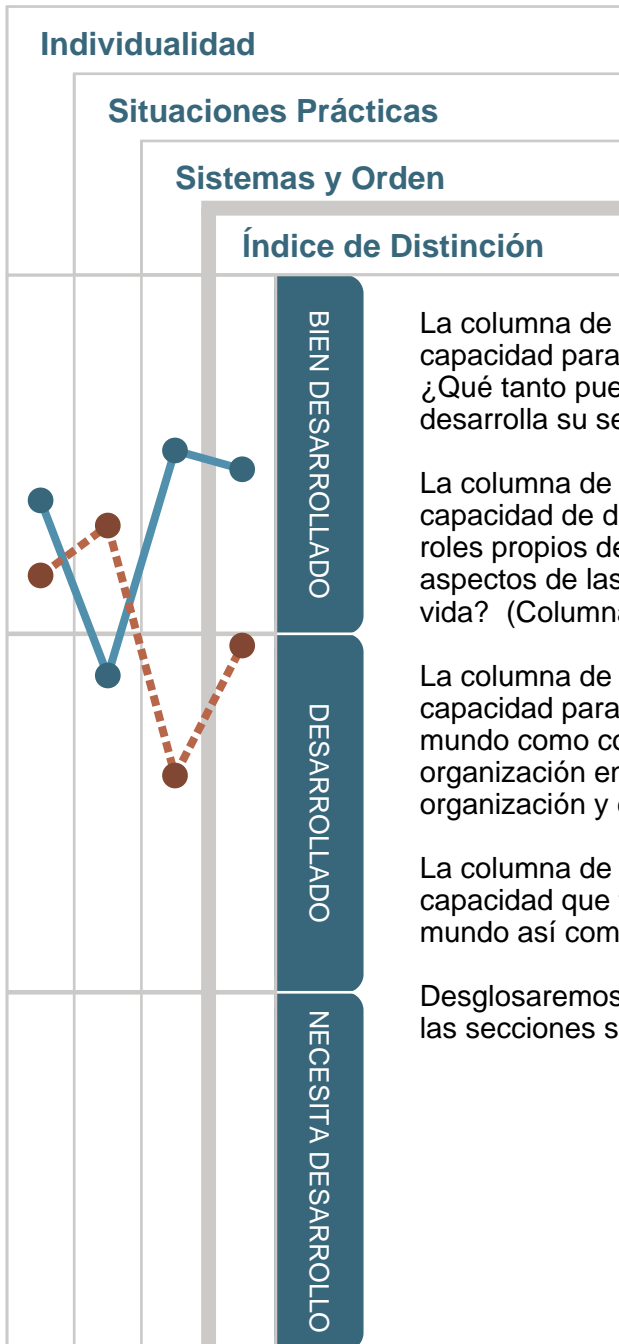 Individualidad
Situaciones Prácticas
Sistemas y Orden
Índice de Distinción
BIEN DESARROLLADO
DESARROLLADO
NECESITA DESARROLLO
La columna de
capacidad para
¿Qué tanto pue
desarrolla su se
La columna de
capacidad de d
roles propios de
aspectos de las
vida? (Column
La columna de
capacidad para
mundo como co
organización en
organización y
La columna de
capacidad que
mundo así com
Desglosaremos
las secciones s